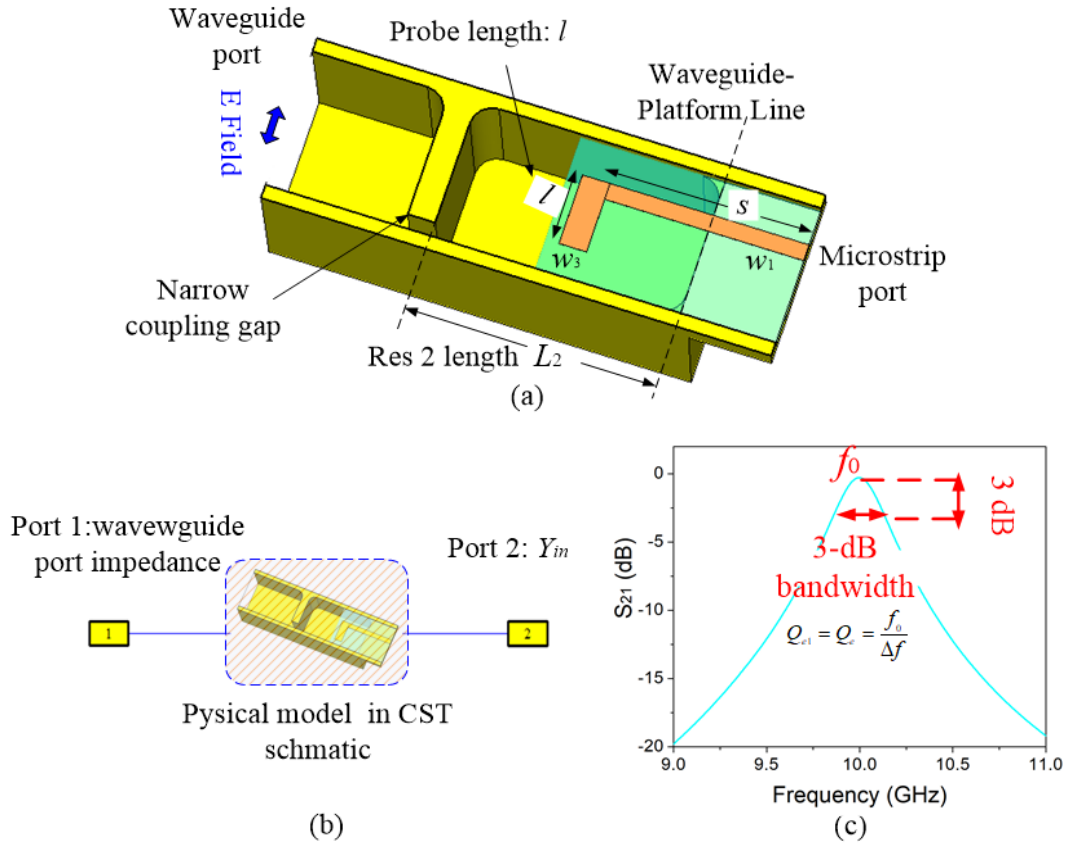 Waveguide
port
Probe length: l
Waveguide-
Platform Line
E Field
l
s
w3
w1
Microstrip
port
Narrow
coupling gap
Res 2 length L2
(a)
Port 1:wavewguide
port impedance
Port 2: Yin
1
2
Pysical model in CST
schmatic
(b)
f0
3 dB
3-dB
bandwidth
Qe1 = Qe = f0/Δf
S21 (dB)
0
-5
-10
-15
-20
9.0 9.5 10.0 10.5 11.0
Frequency (GHz)
(c)